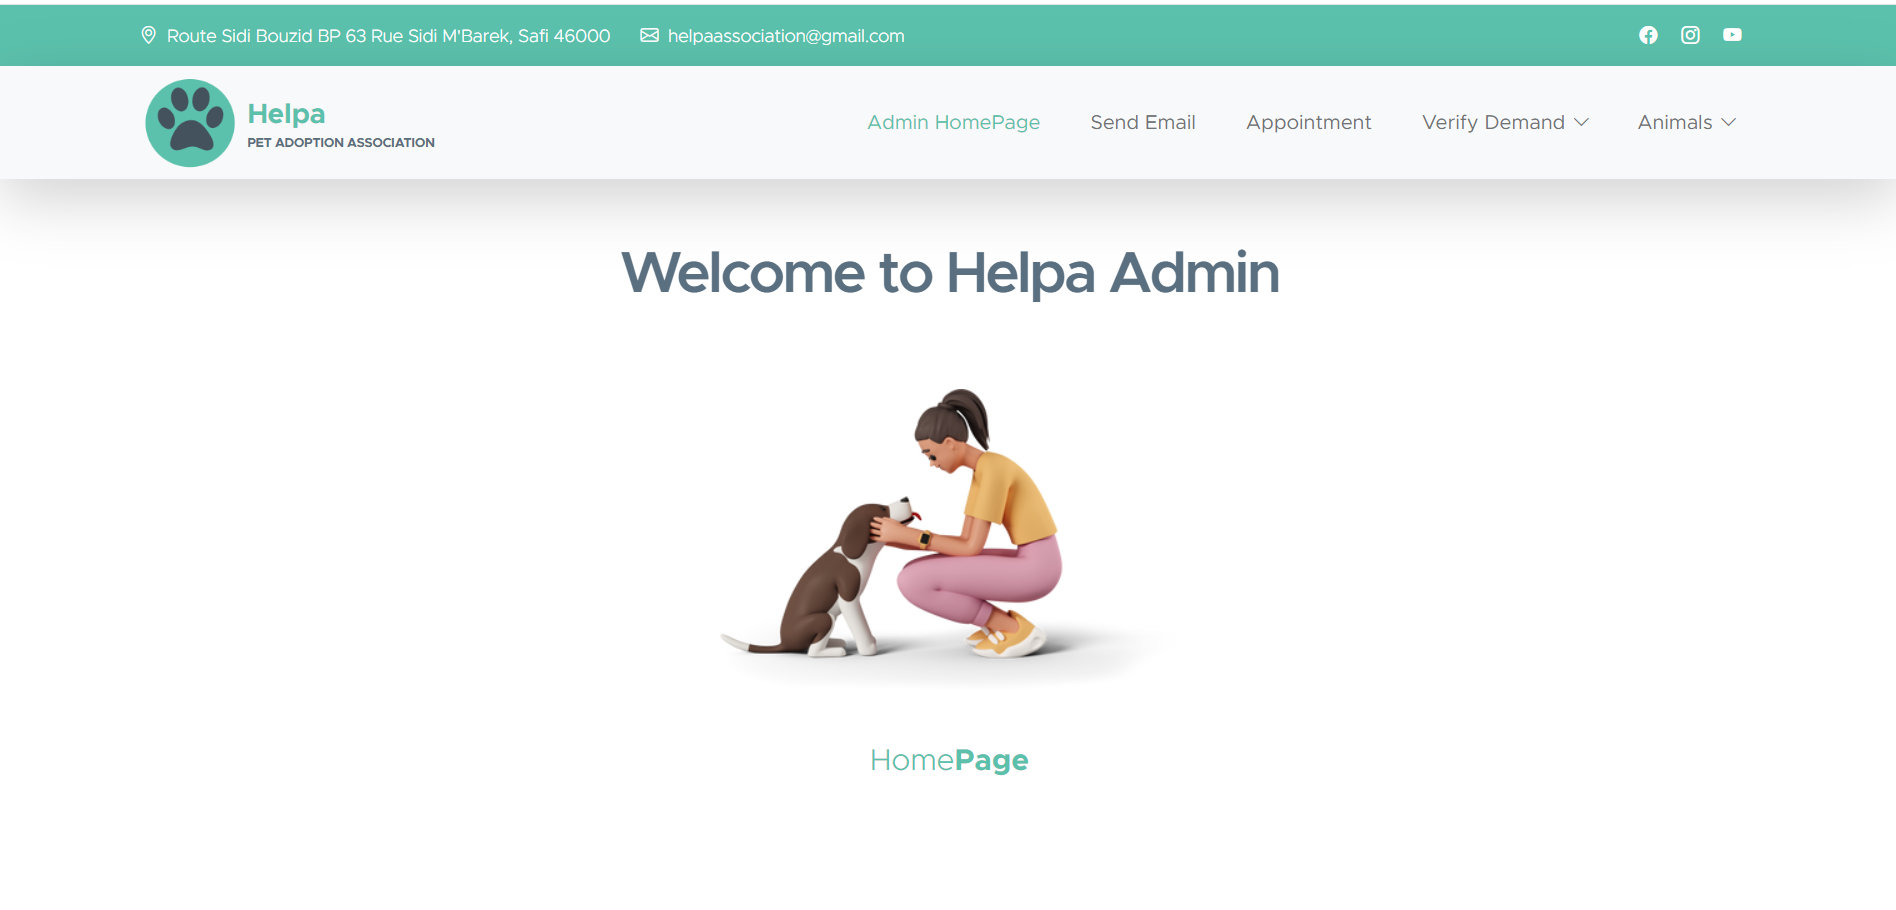 Route Sidi Bouzid BP 63 Rue Sidi M'Barek, Safi 46000 helpaassociation@gmail.com
Helpa
PET ADOPTION ASSOCIATION
Admin HomePage Send Email Appointment Verify Demand Animals
Welcome to Helpa Admin
HomePage